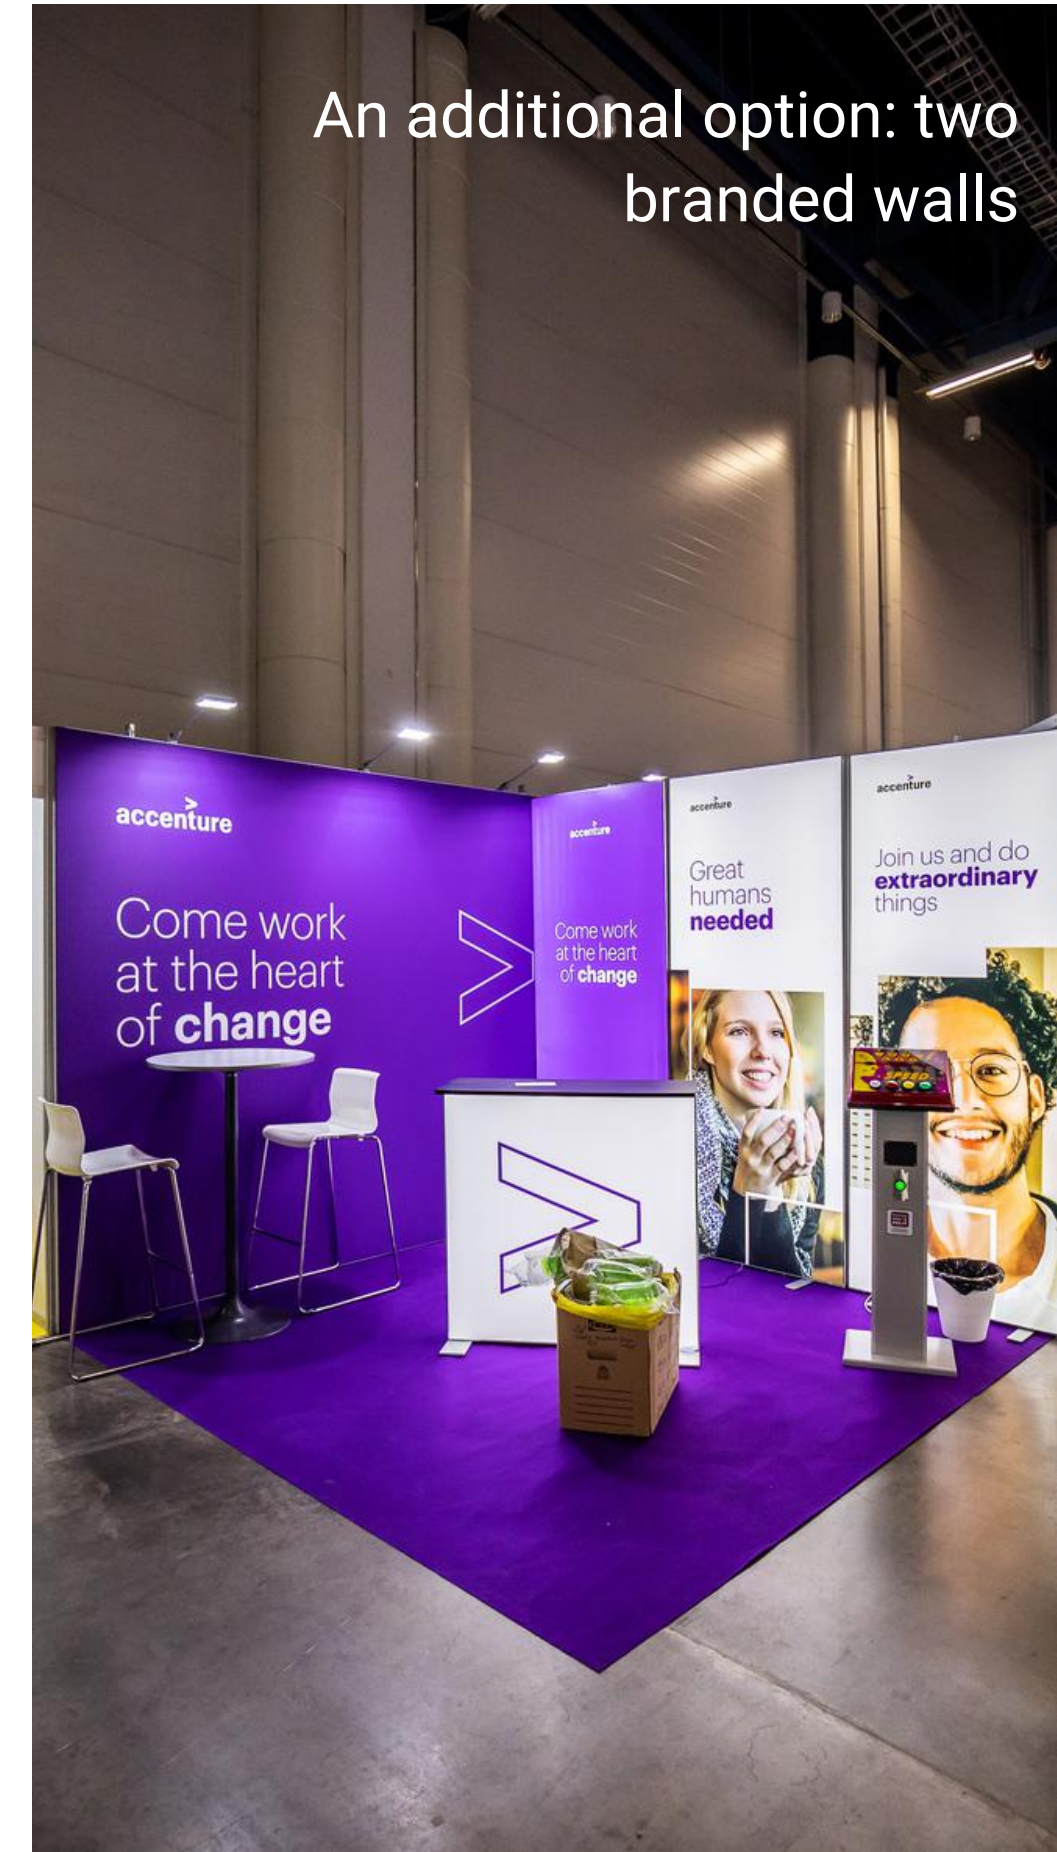 An additional option: two
branded walls
accenture
Come work
at the heart
of change
accenture
Come work
at the heart
of change
accenture
Great
humans
needed
accenture
Join us and do
extraordinary
things
SPEED